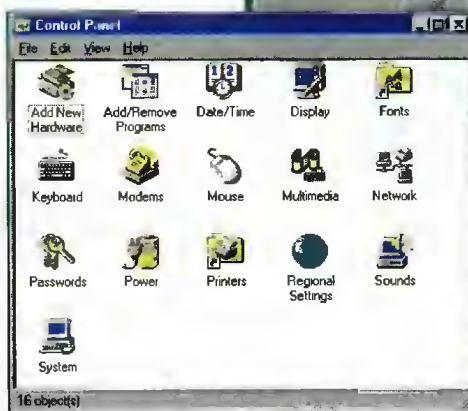 Control Panel
File Edit View Help
Add New Hardware
Add/Remove Programs
Date/Time
Display
Fonts
Keyboard
Modems
Mouse
Multimedia
Network
Passwords
Power
Printers
Regional Settings
Sounds
System
16 object(s)